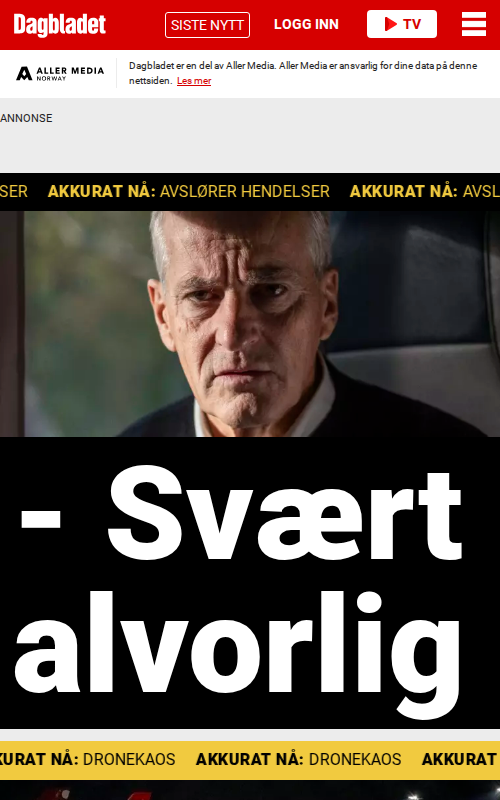 Dagbladet SISTE NYTT LOGG INN TV
ALLER MEDIA
NORWAY
Dagbladet er en del av Aller Media. Aller Media er ansvarlig for dine data på denne
nettsiden. Les mer
ANNONSE
SER AKKURAT NÅ: AVSLØRER HENDELSER AKKURAT NÅ: AVSL
- Svært
alvorlig
KURAT NÅ: DRONEKAOS AKKURAT NÅ: DRONEKAOS AKKURAT